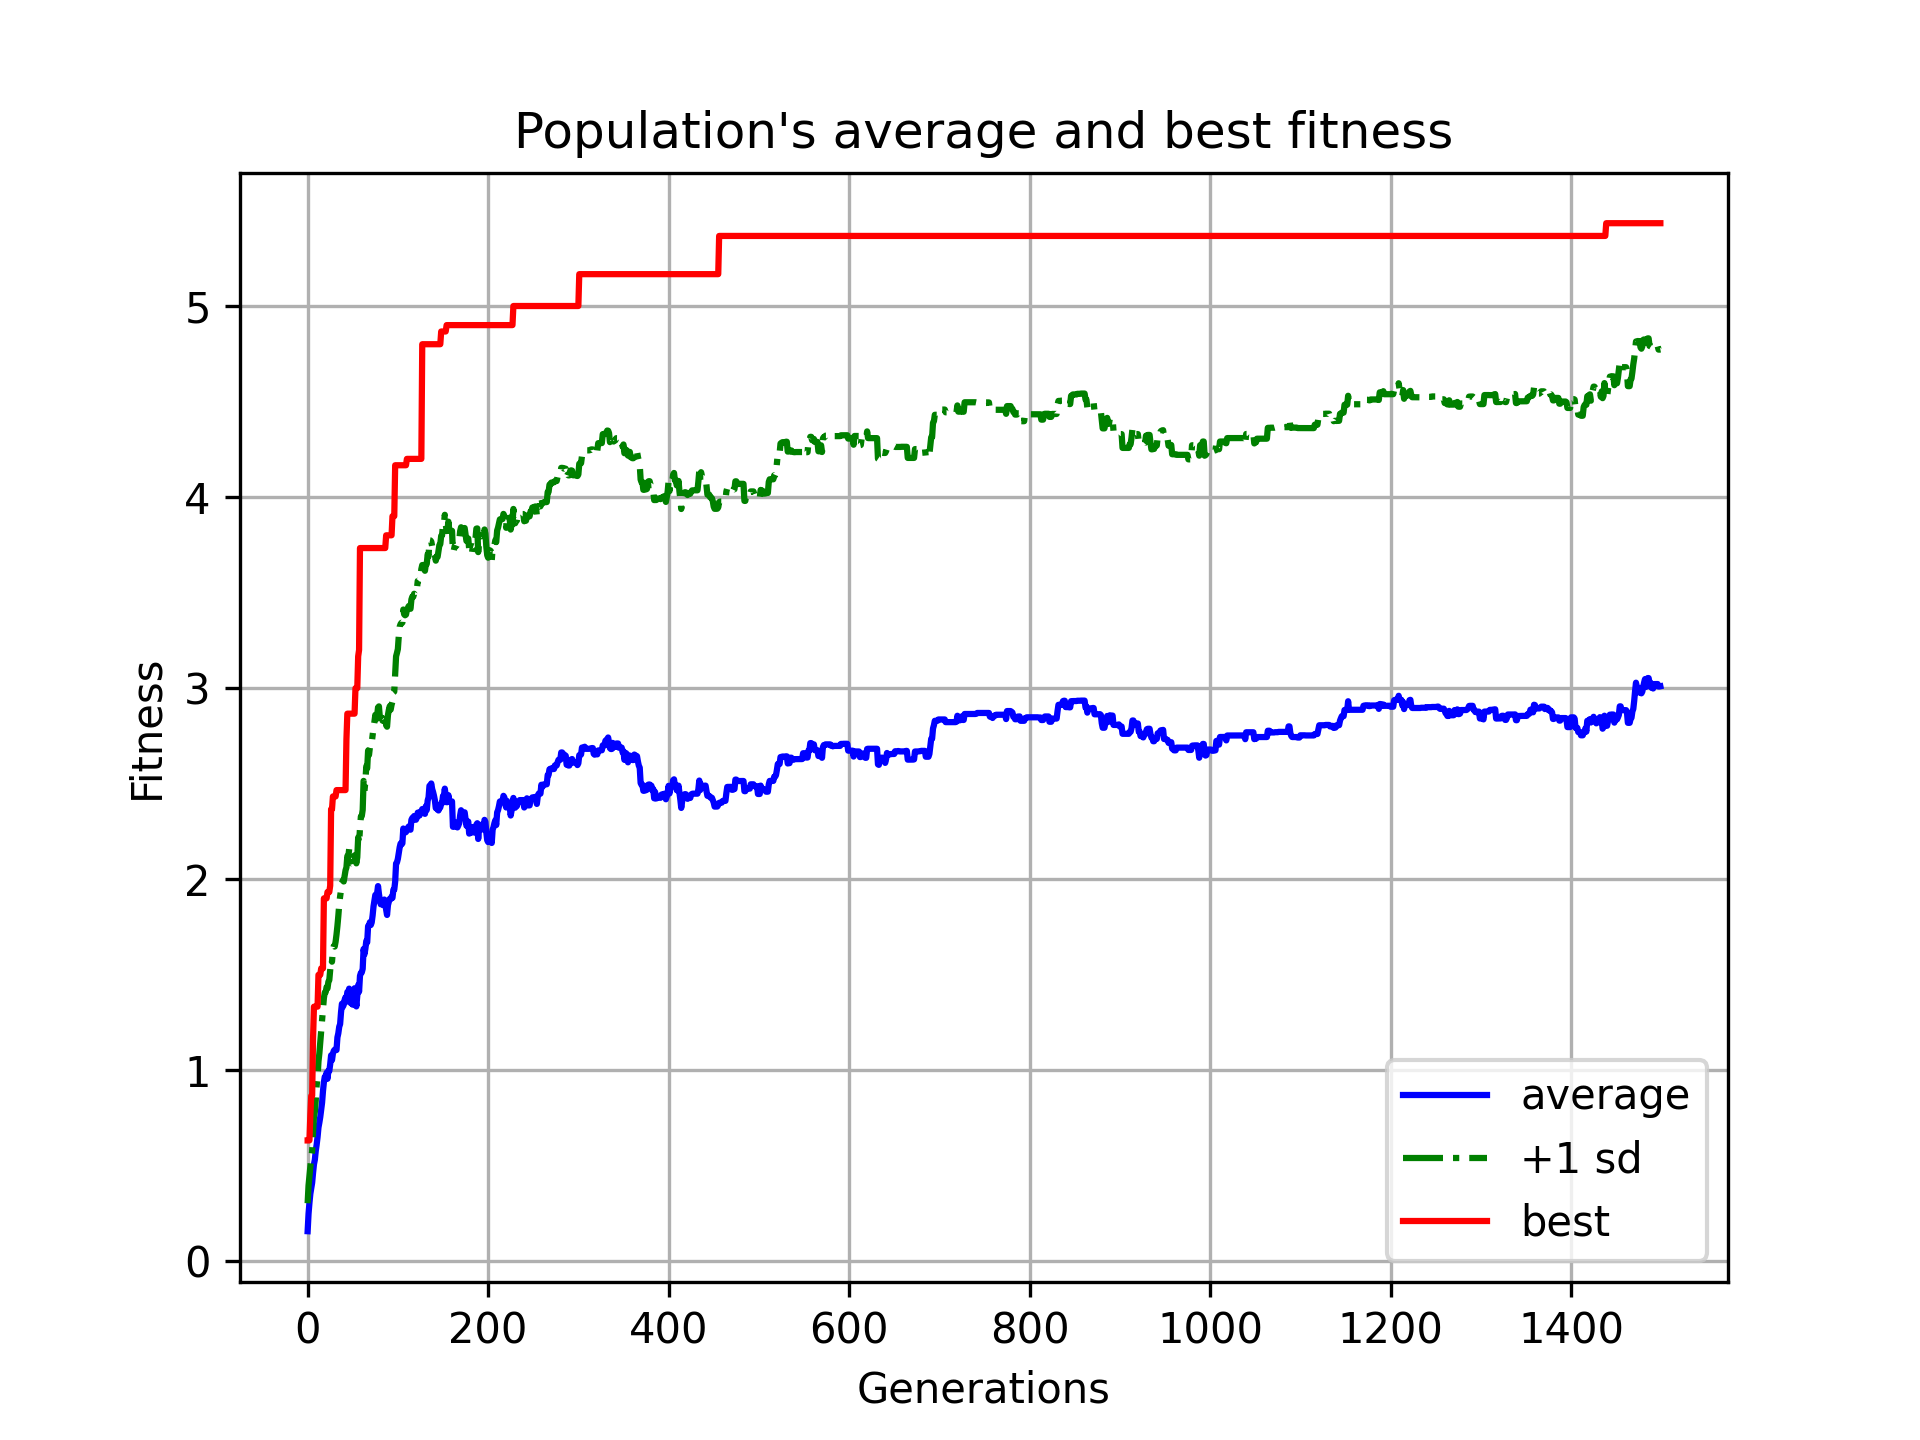 Population's average and best fitness
Fitness
5
4
3
2
1
0
average
+1 sd
best
0 200 400 600 800 1000 1200 1400
Generations